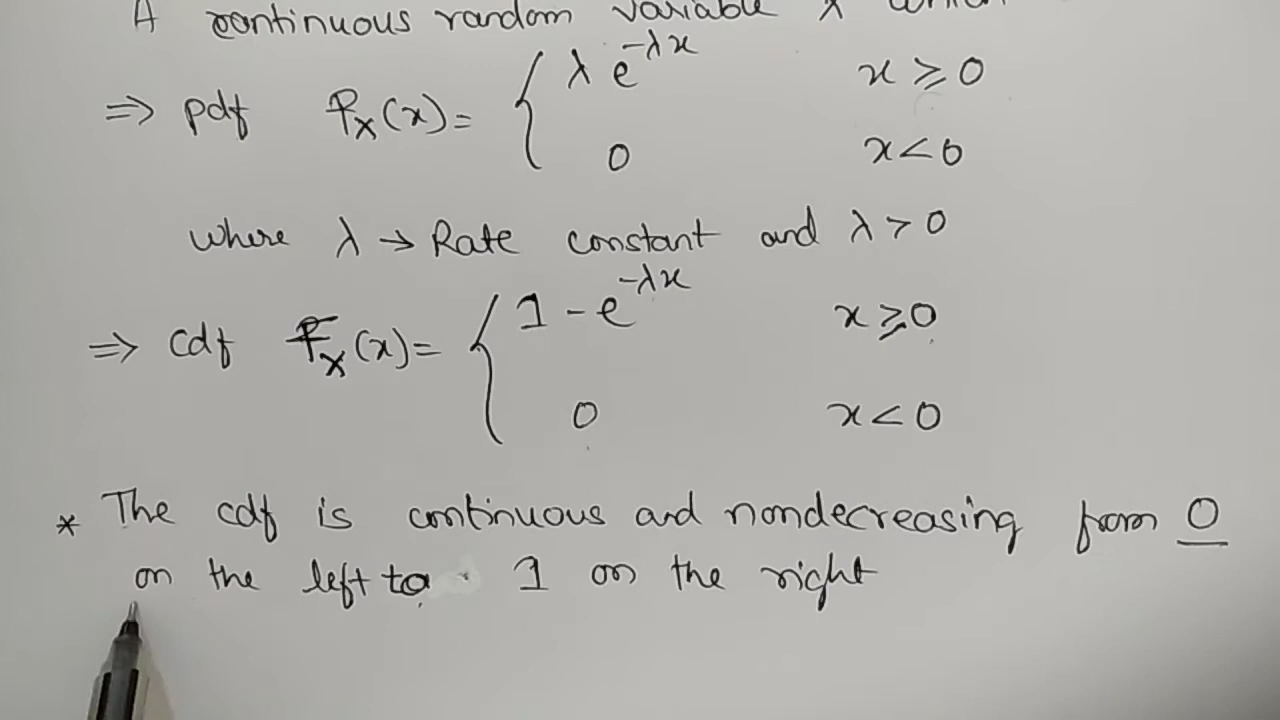 A continuous random variable X which
⇒ pdf fX(x)= { λ e^-λx x ≥ 0
0 x<0
where λ → Rate constant and λ > 0
⇒ cdf FX(x)= { 1 - e^-λx x ≥ 0
0 x < 0
* The cdf is continuous and nondecreasing from 0
on the left to 1 on the right